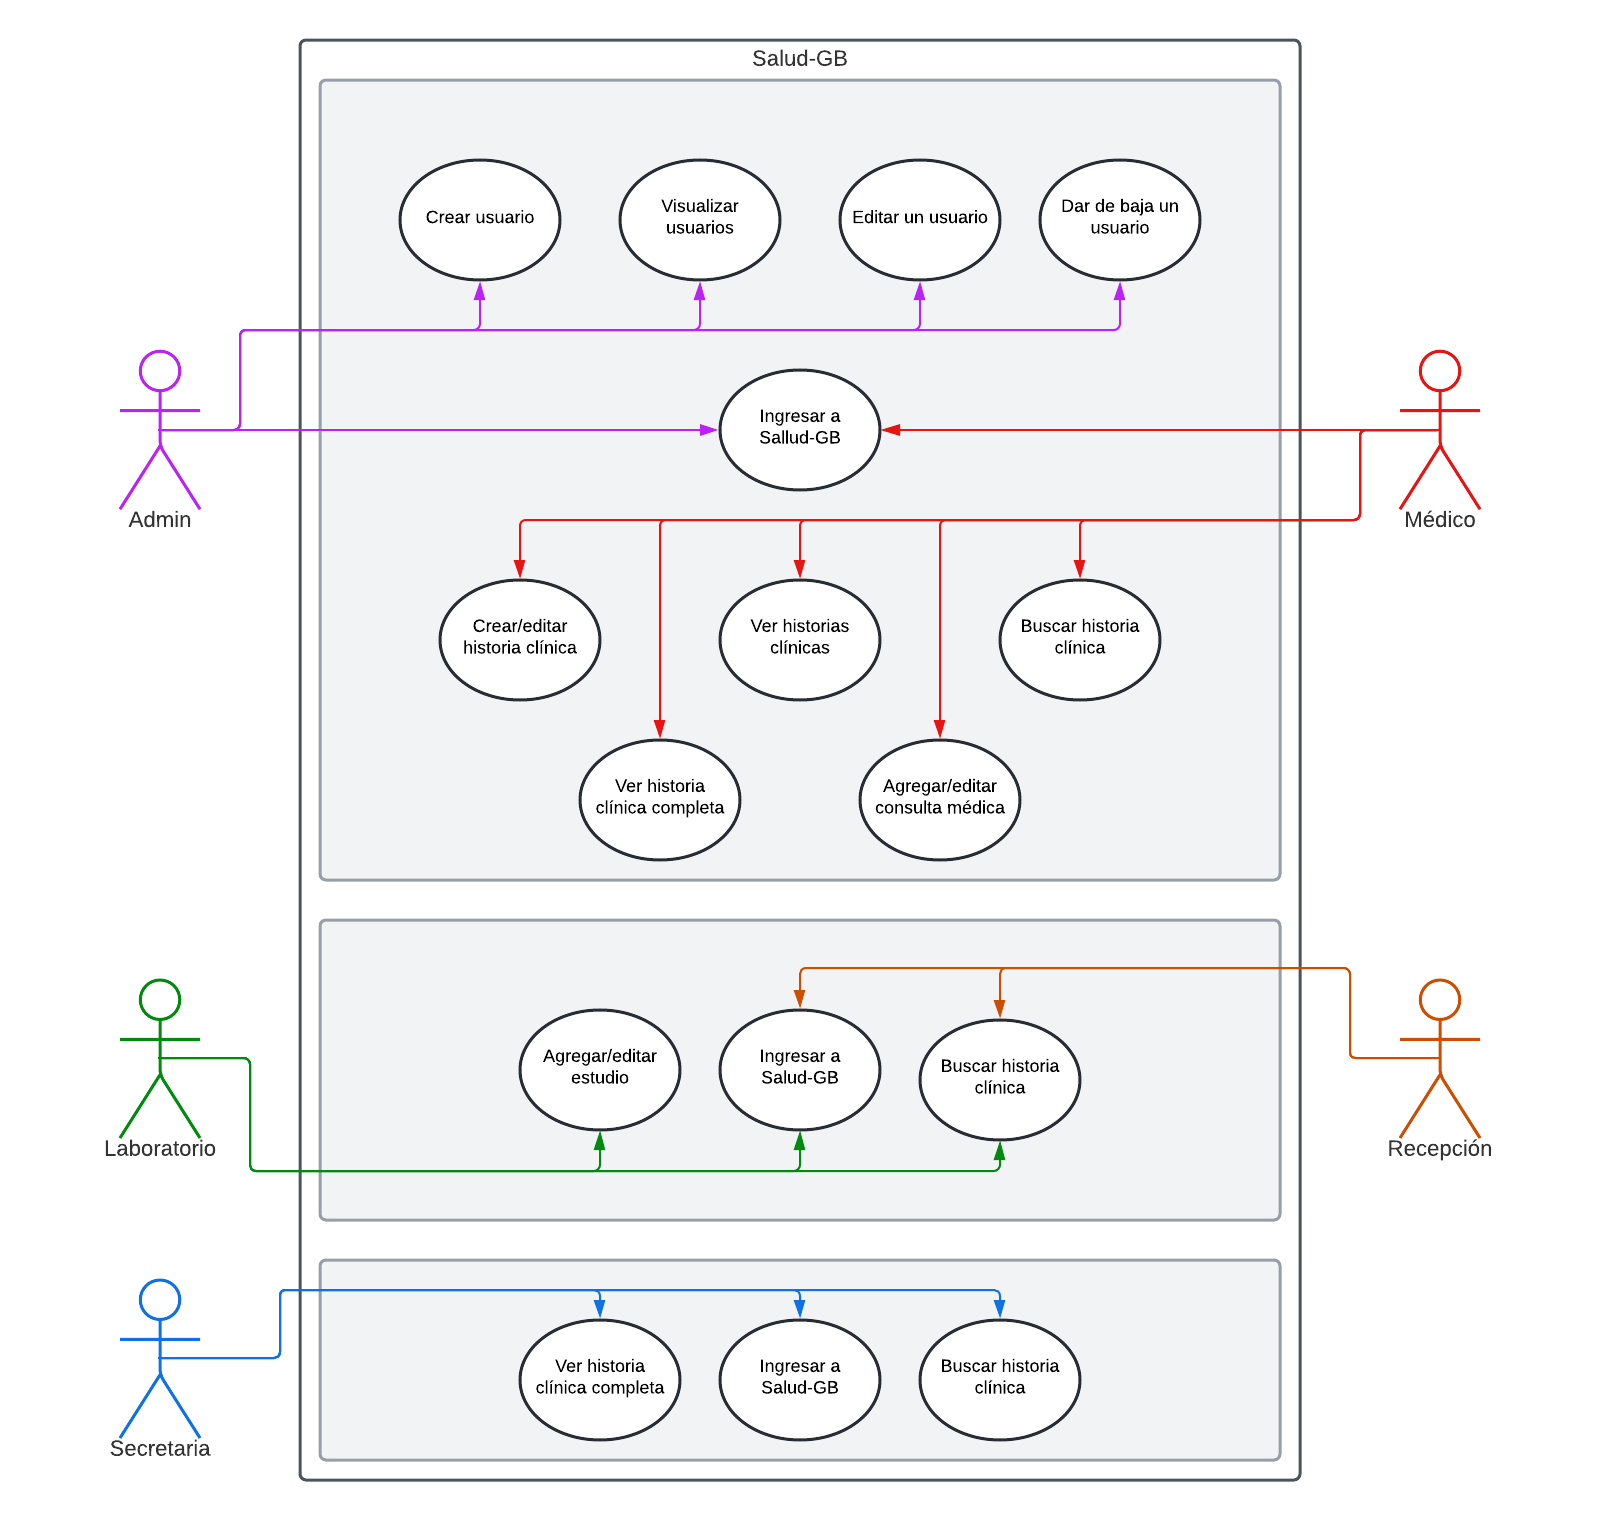 Salud-GB
Crear usuario
Visualizar
usuarios
Editar un usuario
Dar de baja un
usuario
Ingresar a
Sallud-GB
Admin
Médico
Crear/editar
historia clínica
Ver historias
clínicas
Buscar historia
clínica
Ver historia
clínica completa
Agregar/editar
consulta médica
Agregar/editar
estudio
Ingresar a
Salud-GB
Buscar historia
clínica
Laboratorio
Recepción
Ver historia
clínica completa
Ingresar a
Salud-GB
Buscar historia
clínica
Secretaria